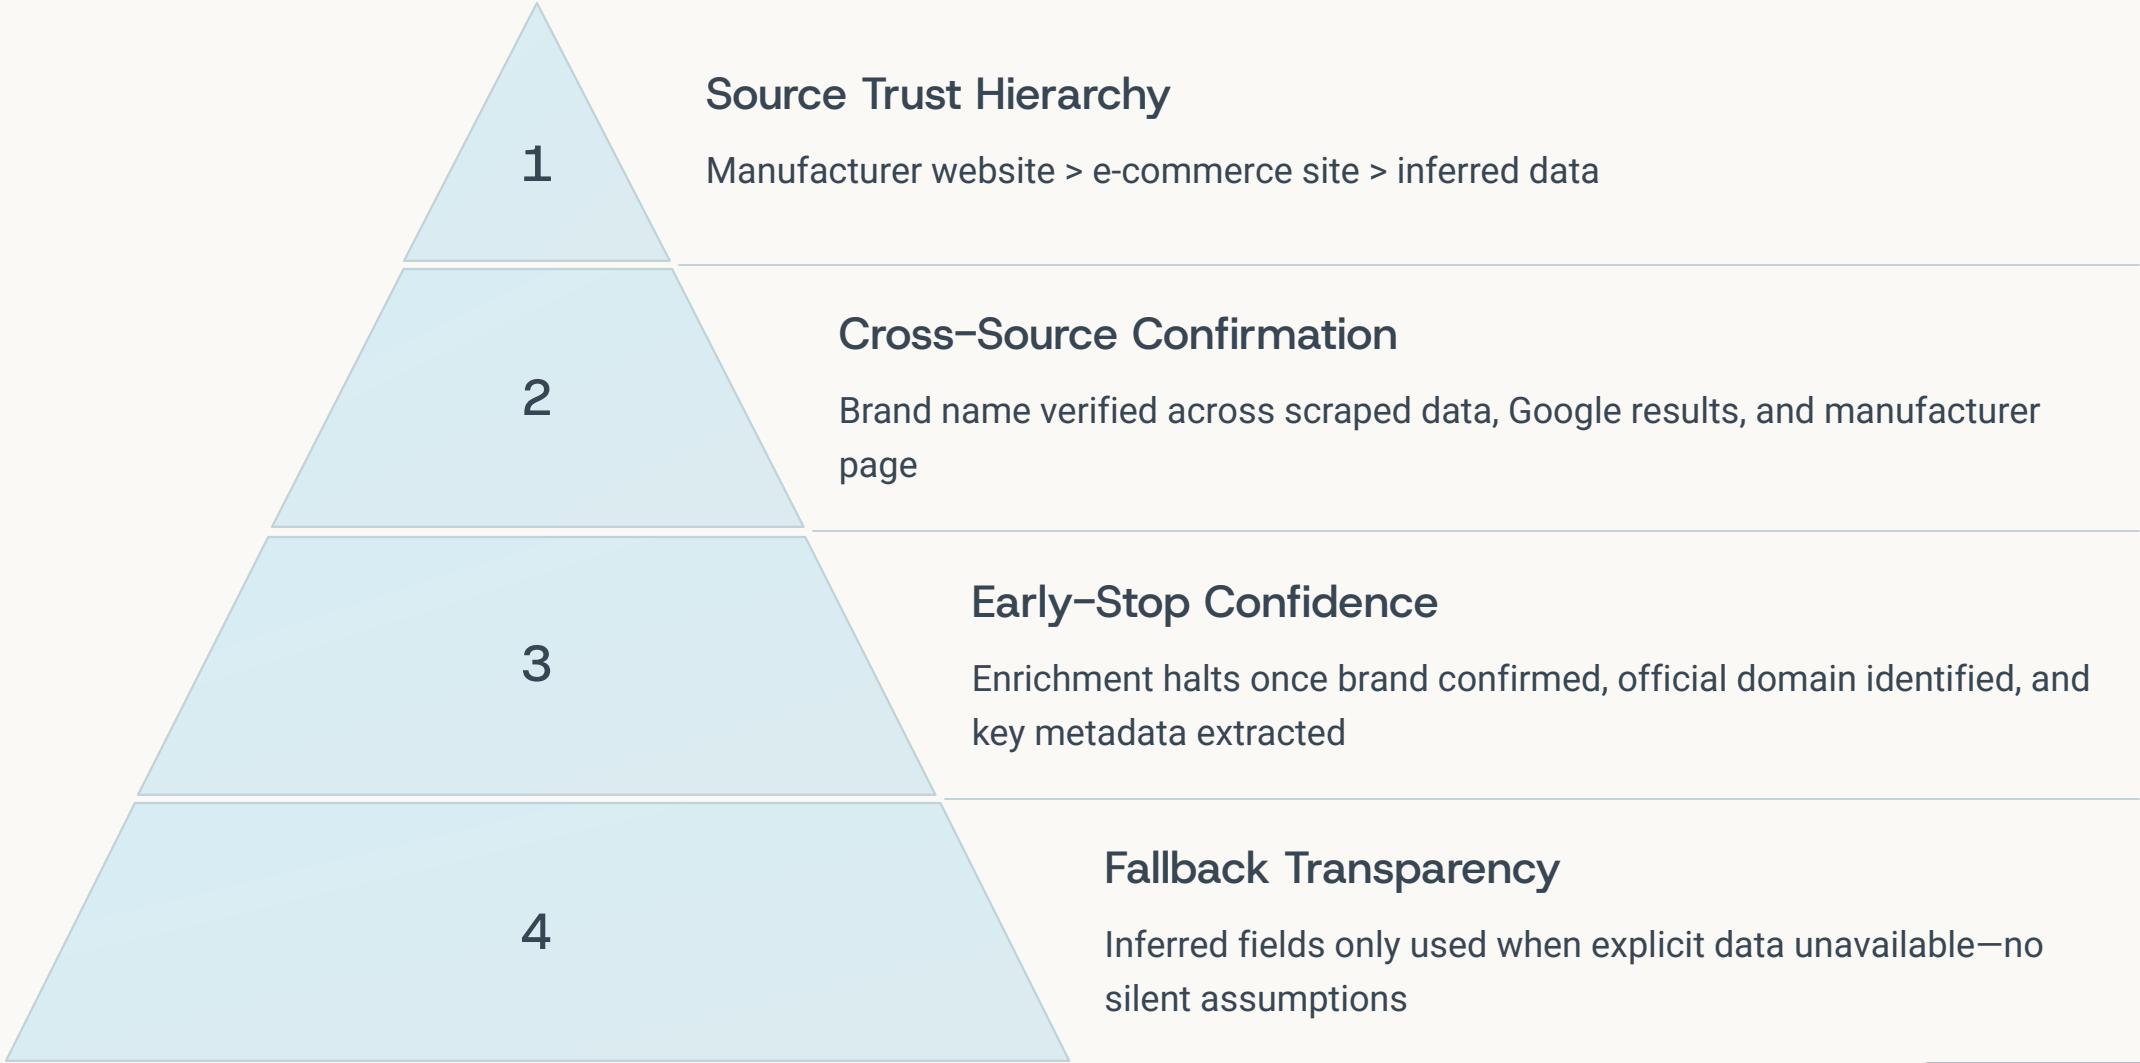 1
Source Trust Hierarchy
Manufacturer website > e-commerce site > inferred data
2
Cross-Source Confirmation
Brand name verified across scraped data, Google results, and manufacturer
page
3
Early-Stop Confidence
Enrichment halts once brand confirmed, official domain identified, and
key metadata extracted
4
Fallback Transparency
Inferred fields only used when explicit data unavailable—no
silent assumptions